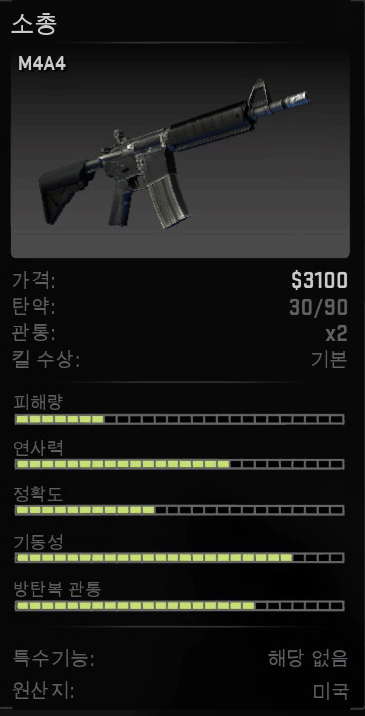 소총
M4A4
가격: $3100
탄약: 30/90
관통: x2
킬 수상: 기본
피해량
연사력
정확도
기동성
방탄복 관통
특수기능: 해당 없음
원산지: 미국